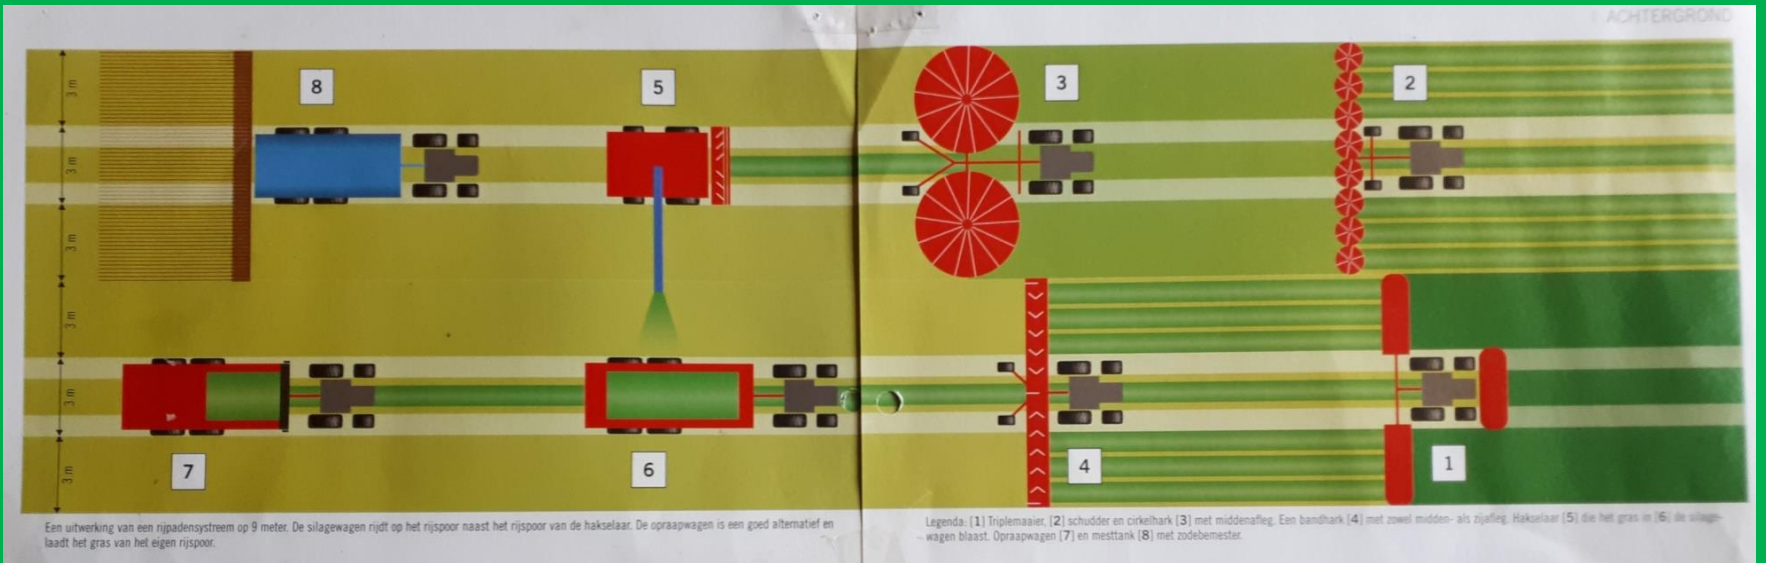 ACHTERGROND
3 m
3 m
3 m
3 m
3 m
3 m
8
5
3
2
7
6
4
1
Een uitwerking van een rijpadensysteem op 9 meter. De silagewagen rijdt op het rijspoor naast het rijspoor van de hakselaar. De opraapwagen is een goed alternatief en
laadt het gras van het eigen rijspoor.
Legenda: [1] Triplemaaier, [2] schudder en cirkelhark [3] met middenafleg. Een bandhark [4] met zowel midden- als zijafleg. Hakselaar [5] die het gras in [6] de silage-
wagen blaast. Opraapwagen [7] en mesttank [8] met zodebemester.